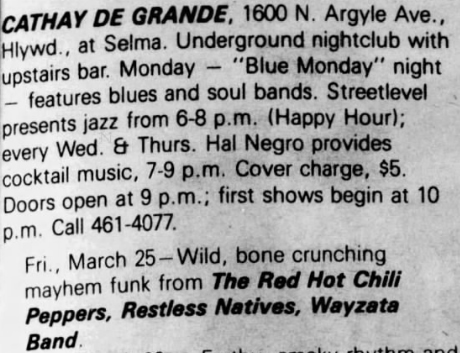 CATHAY DE GRANDE, 1600 N. Argyle Ave.,
Hlywd., at Selma. Underground nightclub with
upstairs bar. Monday — "Blue Monday" night
— features blues and soul bands. Streetlevel
presents jazz from 6-8 p.m. (Happy Hour);
every Wed. & Thurs. Hal Negro provides
cocktail music, 7-9 p.m. Cover charge, $5.
Doors open at 9 p.m.; first shows begin at 10
p.m. Call 461-4077.
Fri., March 25—Wild, bone crunching
mayhem funk from The Red Hot Chili
Peppers, Restless Natives, Wayzata
Band.
smoky rhythm and